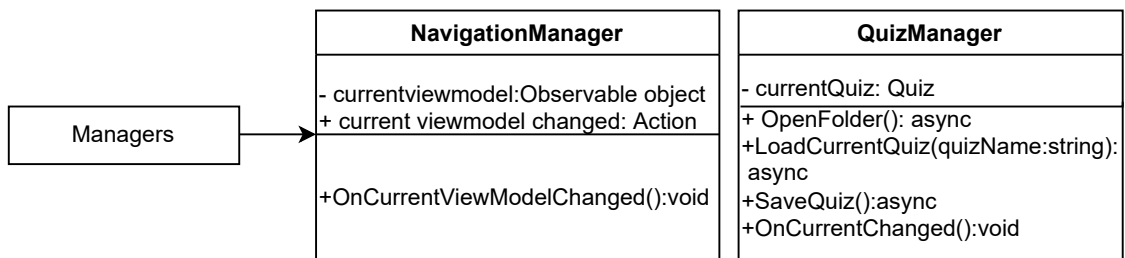 Managers
NavigationManager
- currentviewmodel:Observable object
+ current viewmodel changed: Action
+OnCurrentViewModelChanged():void
QuizManager
- currentQuiz: Quiz
+ OpenFolder(): async
+LoadCurrentQuiz(quizName:string):
async
+SaveQuiz():async
+OnCurrentChanged():void